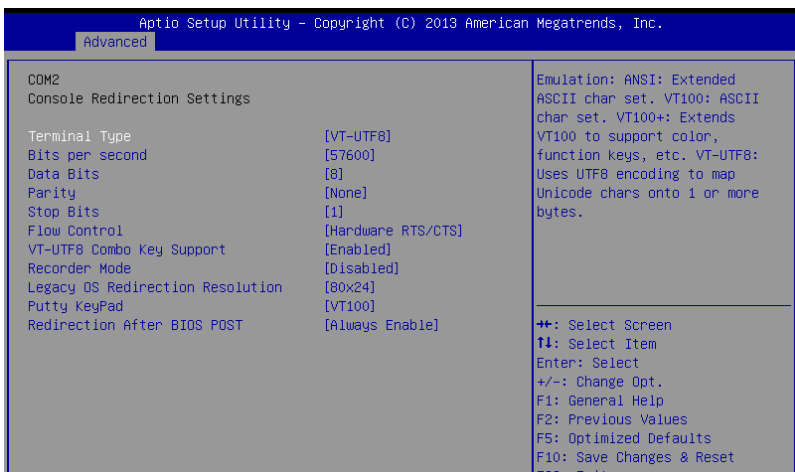 Aptio Setup Utility – Copyright (C) 2013 American Megatrends, Inc.
Advanced
COM2
Console Redirection Settings
Terminal Type [VT-UTF8]
Bits per second [57600]
Data Bits [8]
Parity [None]
Stop Bits [1]
Flow Control [Hardware RTS/CTS]
VT-UTF8 Combo Key Support [Enabled]
Recorder Mode [Disabled]
Legacy OS Redirection Resolution [80x24]
Putty KeyPad [VT100]
Redirection After BIOS POST [Always Enable]
Emulation: ANSI: Extended
ASCII char set. VT100: ASCII
char set. VT100+: Extends
VT100 to support color,
function keys, etc. VT-UTF8:
Uses UTF8 encoding to map
Unicode chars onto 1 or more
bytes.
→←: Select Screen
↑↓: Select Item
Enter: Select
+/-: Change Opt.
F1: General Help
F2: Previous Values
F5: Optimized Defaults
F10: Save Changes & Reset